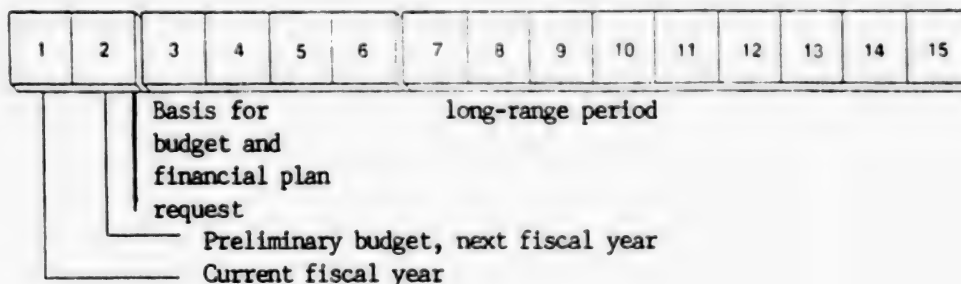 1 2 3 4 5 6 7 8 9 10 11 12 13 14 15
Basis for long-range period
budget and
financial plan
request
Preliminary budget, next fiscal year
Current fiscal year